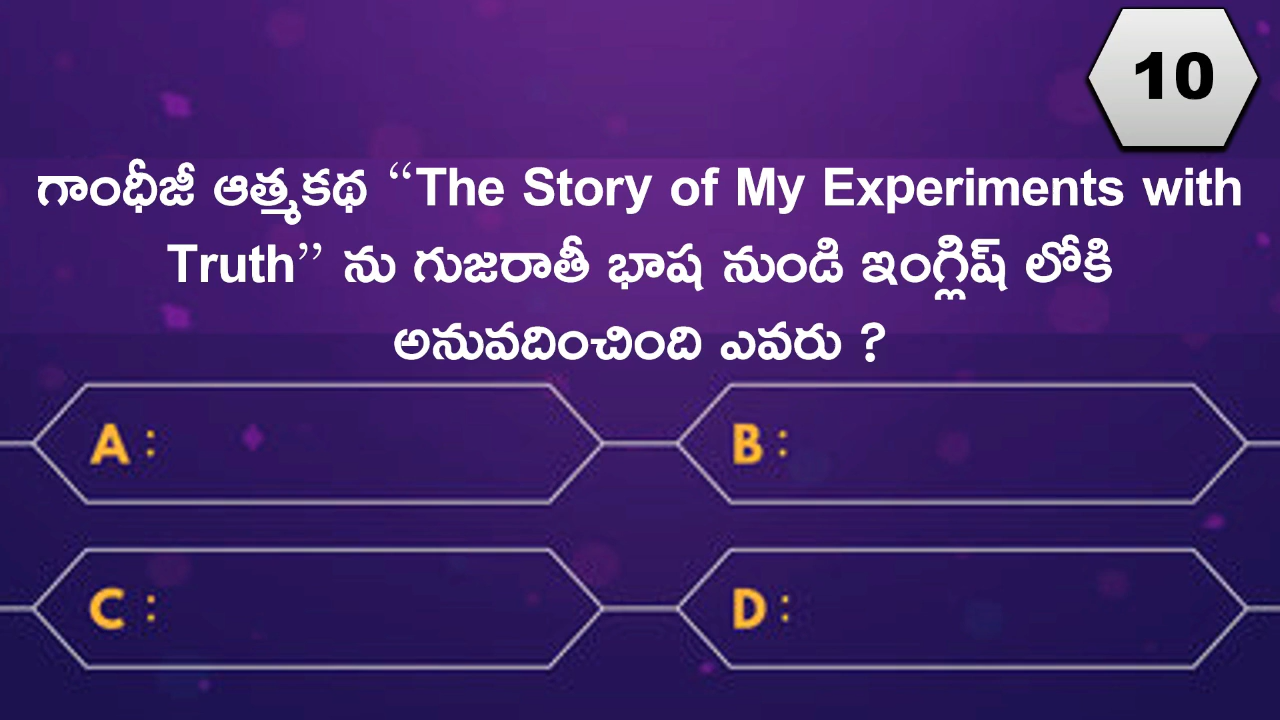 10
గాంధీజీ ఆత్మకథ “The Story of My Experiments with
Truth” ను గుజరాతీ భాష నుండి ఇంగ్లిష్ లోకి
అనువదించింది ఎవరు ?
A :
B :
C :
D :